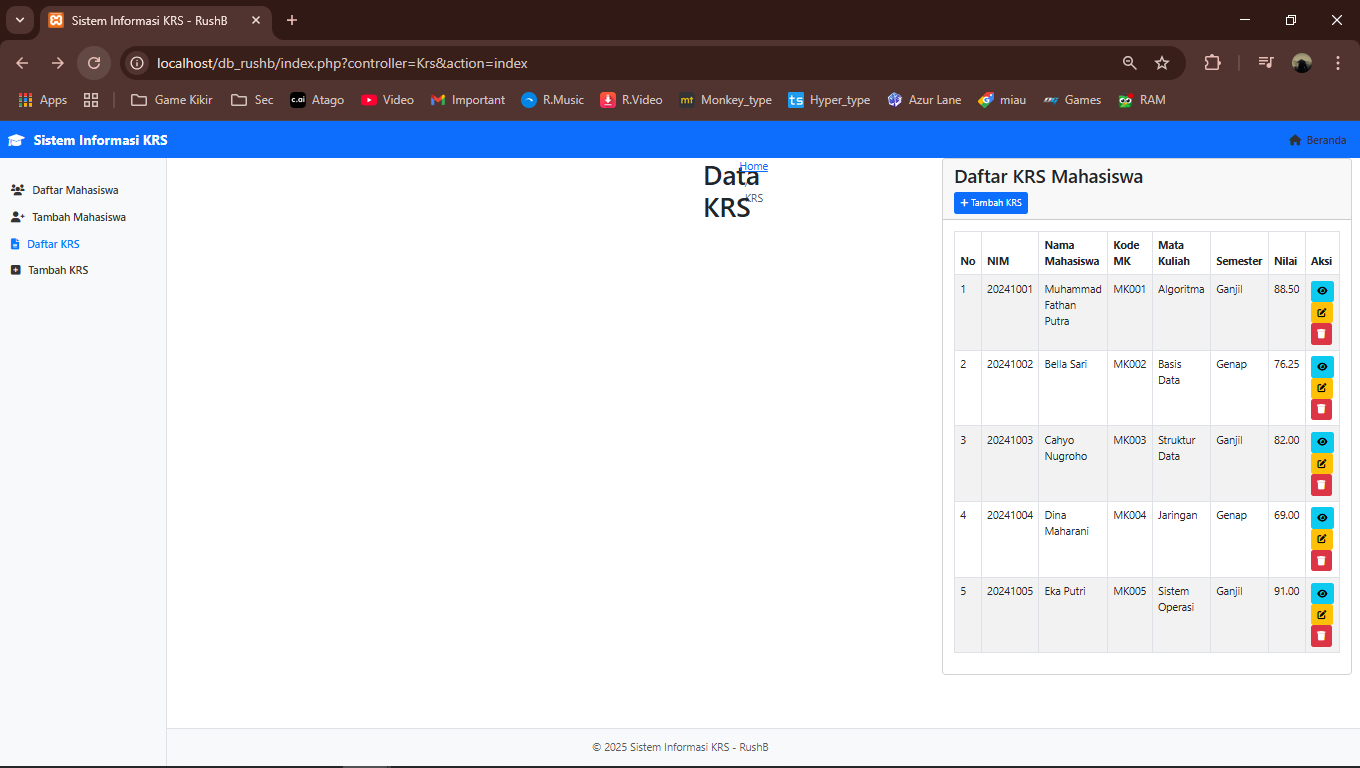 Sistem Informasi KRS - RushB
localhost/db_rushb/index.php?controller=Krs&action=index
Apps Game Kikir Sec c.ai Atago Video Important R.Music R.Video mt Monkey_type ts Hyper_type Azur Lane miau Games RAM
Sistem Informasi KRS
Beranda
Daftar Mahasiswa
Tambah Mahasiswa
Daftar KRS
Tambah KRS
Home
/
Data
KRS
KRS
Daftar KRS Mahasiswa
+ Tambah KRS
No NIM Nama Mahasiswa Kode MK Mata Kuliah Semester Nilai Aksi
1 20241001 Muhammad Fathan Putra MK001 Algoritma Ganjil 88.50
2 20241002 Bella Sari MK002 Basis Data Genap 76.25
3 20241003 Cahyo Nugroho MK003 Struktur Data Ganjil 82.00
4 20241004 Dina Maharani MK004 Jaringan Genap 69.00
5 20241005 Eka Putri MK005 Sistem Operasi Ganjil 91.00
© 2025 Sistem Informasi KRS - RushB